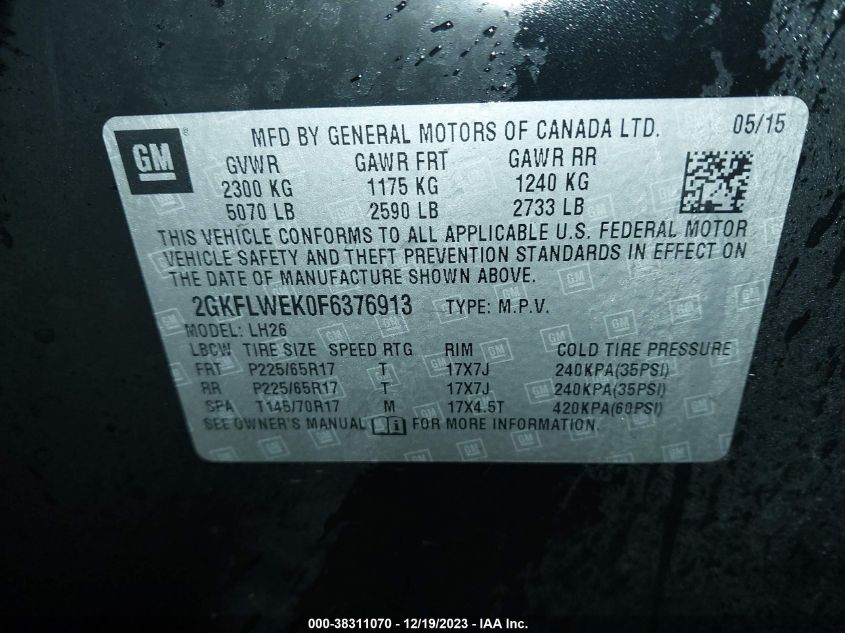 GM ® MFD BY GENERAL MOTORS OF CANADA LTD. 05/15
GVWR GAWR FRT GAWR RR
2300 KG 1175 KG 1240 KG
5070 LB 2590 LB 2733 LB
THIS VEHICLE CONFORMS TO ALL APPLICABLE U.S. FEDERAL MOTOR
VEHICLE SAFETY AND THEFT PREVENTION STANDARDS IN EFFECT ON
THE DATE OF MANUFACTURE SHOWN ABOVE.
2GKFLWEK0F6376913 TYPE: M.P.V.
MODEL: LH26
LBCW TIRE SIZE SPEED RTG RIM COLD TIRE PRESSURE
FRT P225/65R17 T 17X7J 240KPA(35PSI)
RR P225/65R17 T 17X7J 240KPA(35PSI)
SPA T145/70R17 M 17X4.5T 420KPA(60PSI)
SEE OWNER'S MANUAL FOR MORE INFORMATION.
000-38311070 - 12/19/2023 - IAA Inc.